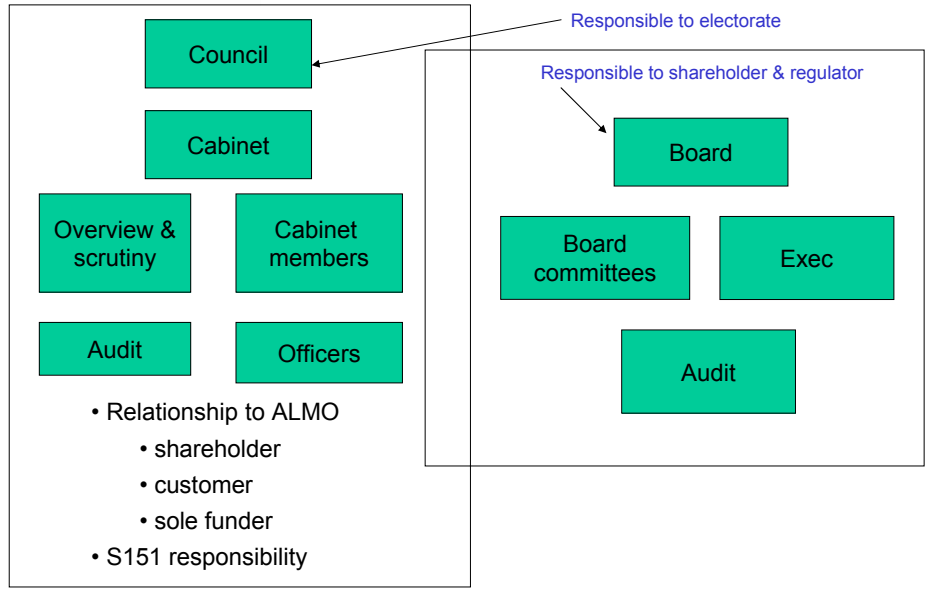 Responsible to electorate
Council
Cabinet
Overview &
scrutiny
Cabinet
members
Audit
Officers
• Relationship to ALMO
• shareholder
• customer
• sole funder
• S151 responsibility
Responsible to shareholder & regulator
Board
Board
committees
Exec
Audit